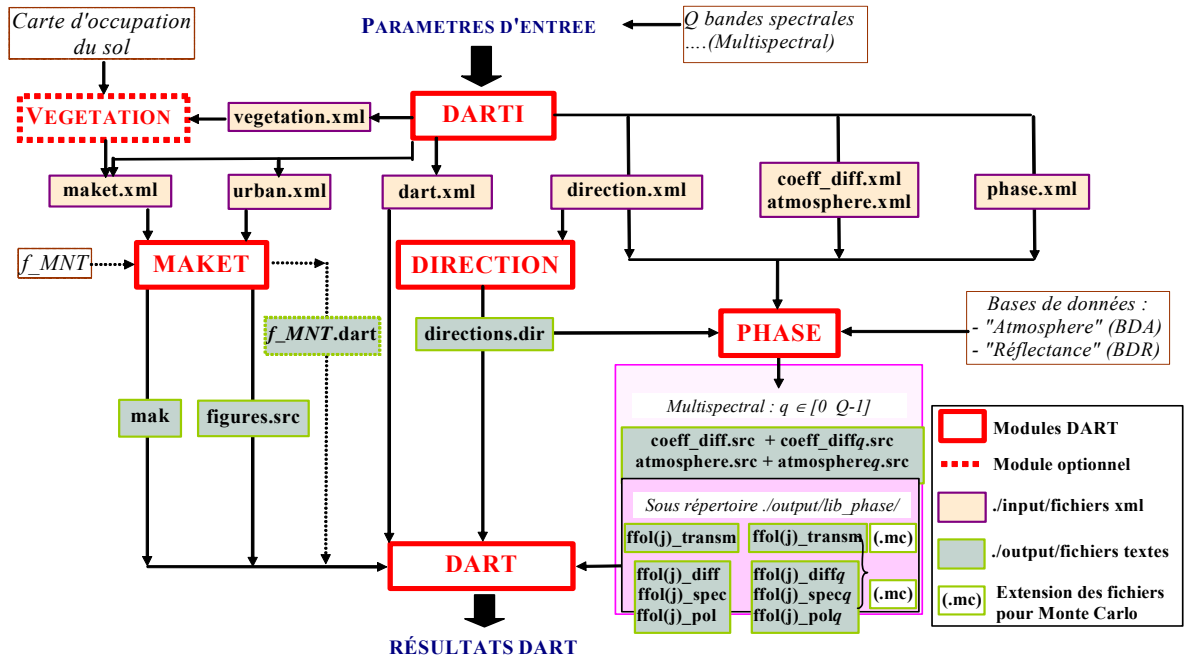 Carte d'occupation
du sol
PARAMETRES D'ENTREE
Q bandes spectrales
....(Multispectral)
VEGETATION
vegetation.xml
DARTI
maket.xml
urban.xml
dart.xml
direction.xml
coeff_diff.xml
atmosphere.xml
phase.xml
f_MNT
MAKET
DIRECTION
f_MNT.dart
directions.dir
PHASE
Bases de données :
- "Atmosphere" (BDA)
- "Réflectance" (BDR)
mak
figures.src
Multispectral : q ∈ [0 Q-1]
coeff_diff.src + coeff_diffq.src
atmosphere.src + atmosphereq.src
Sous répertoire ./output/lib_phase/
ffol(j)_transm
ffol(j)_transm
(.mc)
ffol(j)_diff
ffol(j)_spec
ffol(j)_pol
ffol(j)_diffq
ffol(j)_specq
ffol(j)_polq
(.mc)
DART
RÉSULTATS DART
Modules DART
Module optionnel
./input/fichiers xml
./output/fichiers textes
(.mc)
Extension des fichiers
pour Monte Carlo